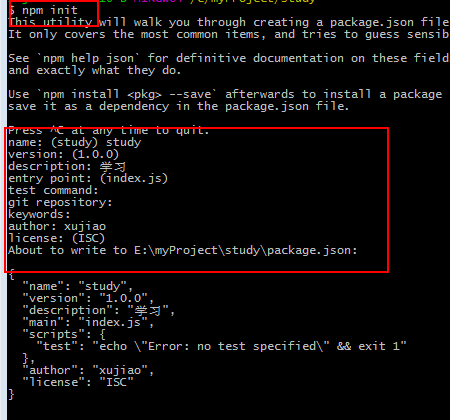 $ npm init
This utility will walk you through creating a package.json file
It only covers the most common items, and tries to guess sensib
See `npm help json` for definitive documentation on these field
and exactly what they do.
Use `npm install <pkg> --save` afterwards to install a package
save it as a dependency in the package.json file.
Press ^C at any time to quit.
name: (study) study
version: (1.0.0)
description: 学习
entry point: (index.js)
test command:
git repository:
keywords:
author: xujiao
license: (ISC)
About to write to E:\myProject\study\package.json:
{
"name": "study",
"version": "1.0.0",
"description": "学习",
"main": "index.js",
"scripts": {
"test": "echo \"Error: no test specified\" && exit 1"
},
"author": "xujiao",
"license": "ISC"
}